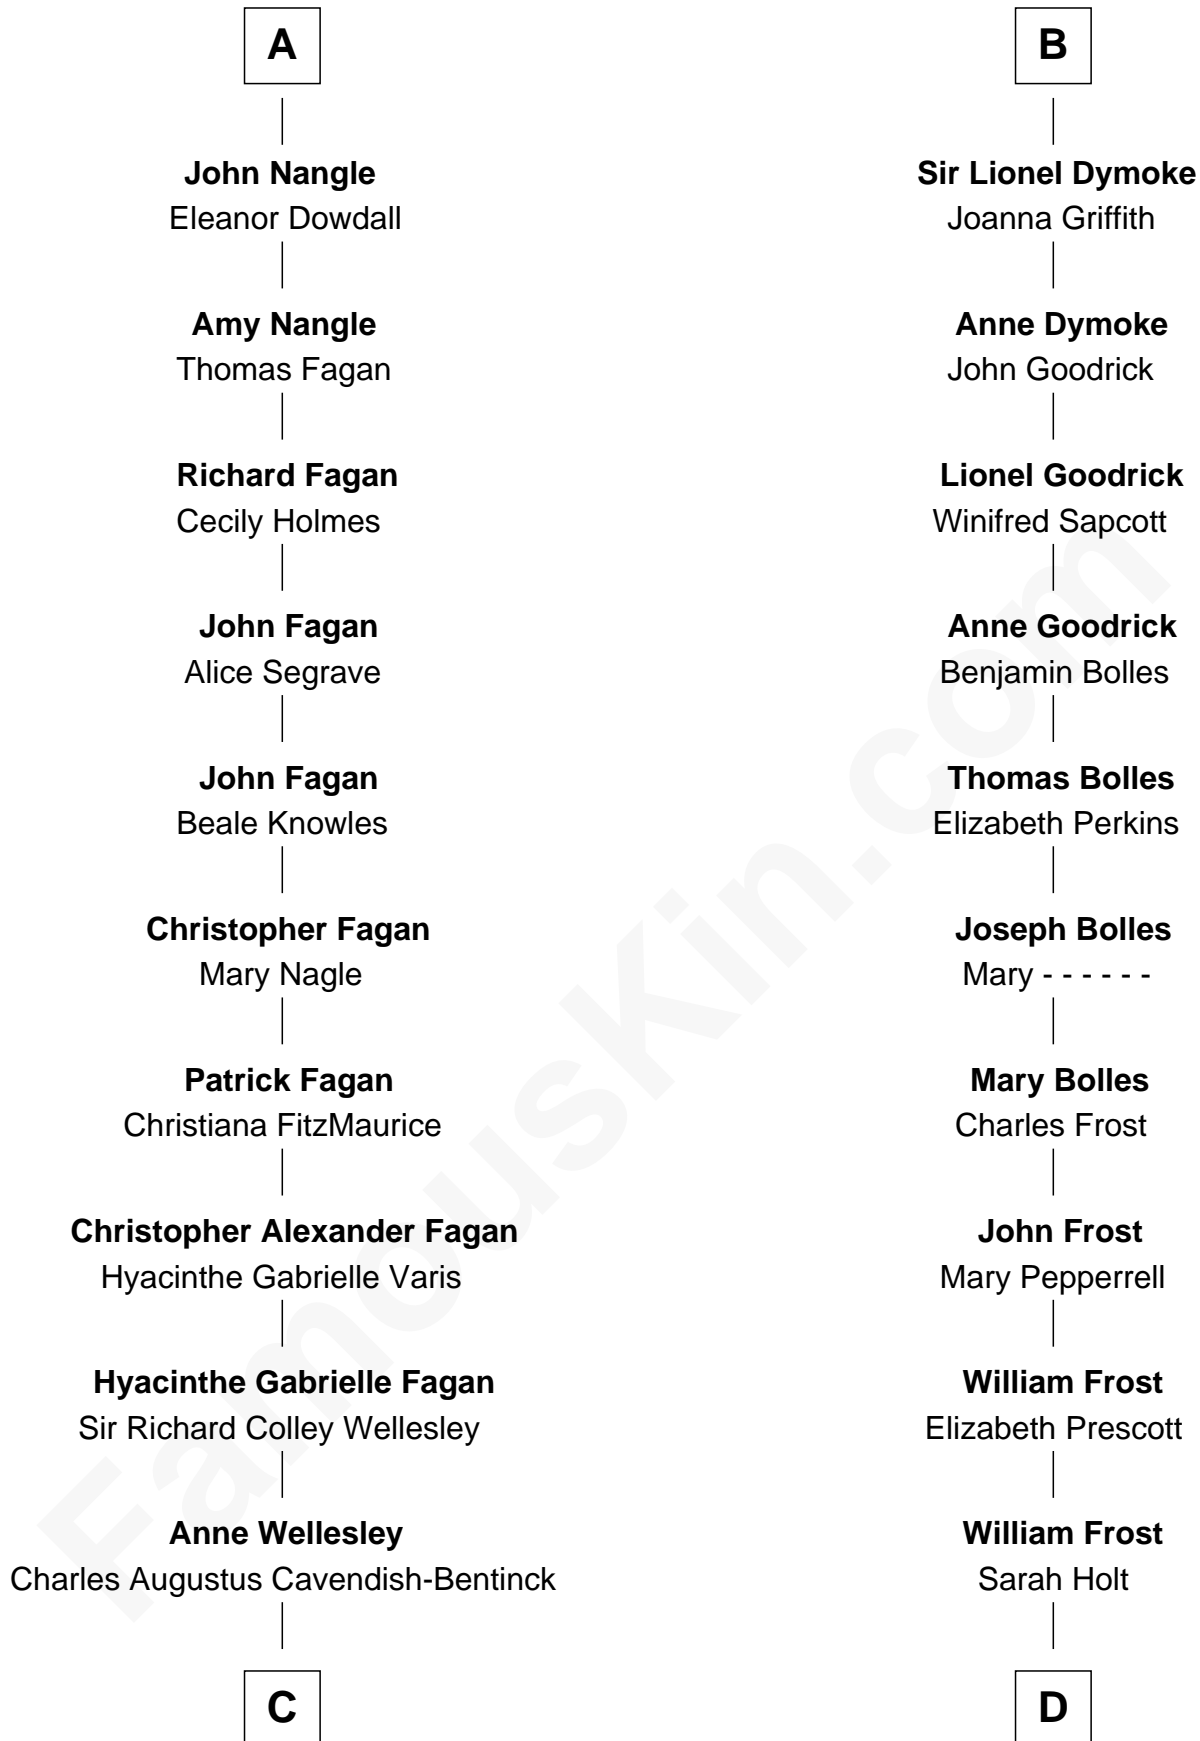 A
John Nangle
Eleanor Dowdall
Amy Nangle
Thomas Fagan
Richard Fagan
Cecily Holmes
John Fagan
Alice Segrave
John Fagan
Beale Knowles
Christopher Fagan
Mary Nagle
Patrick Fagan
Christiana FitzMaurice
Christopher Alexander Fagan
Hyacinthe Gabrielle Varis
Hyacinthe Gabrielle Fagan
Sir Richard Colley Wellesley
Anne Wellesley
Charles Augustus Cavendish-Bentinck
C
B
Sir Lionel Dymoke
Joanna Griffith
Anne Dymoke
John Goodrick
Lionel Goodrick
Winifred Sapcott
Anne Goodrick
Benjamin Bolles
Thomas Bolles
Elizabeth Perkins
Joseph Bolles
Mary - - - - - -
Mary Bolles
Charles Frost
John Frost
Mary Pepperrell
William Frost
Elizabeth Prescott
William Frost
Sarah Holt
D
FamousKin.com